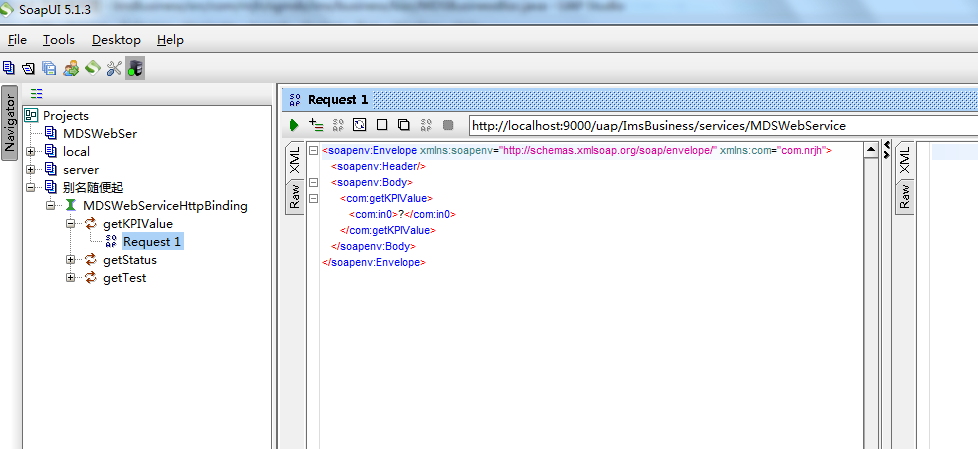 SoapUI 5.1.3
File Tools Desktop Help
Navigator
Projects
MDSWebSer
local
server
别名随便起
MDSWebServiceHttpBinding
getKPIValue
Request 1
getStatus
getTest
Request 1
http://localhost:9000/uap/ImsBusiness/services/MDSWebService
XML
Raw
<soapenv:Envelope xmlns:soapenv="http://schemas.xmlsoap.org/soap/envelope/" xmlns:com="com.nrjh">
<soapenv:Header/>
<soapenv:Body>
<com:getKPIValue>
<com:in0>?</com:in0>
</com:getKPIValue>
</soapenv:Body>
</soapenv:Envelope>
XML
Raw